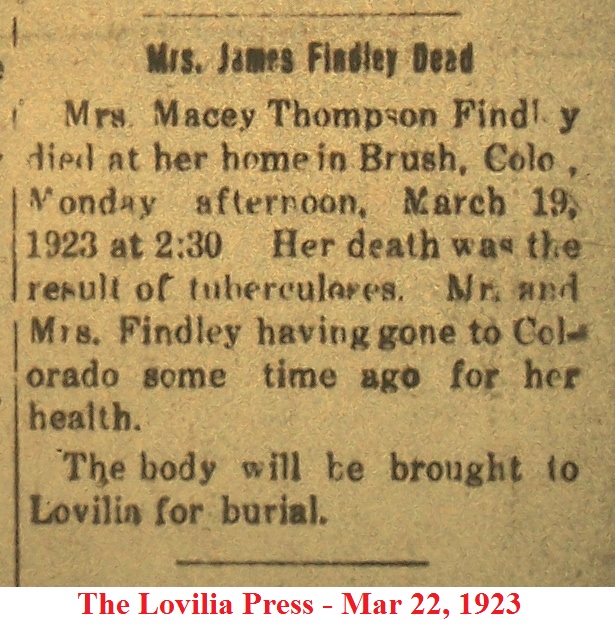 Mrs. James Findley Dead
Mrs. Macey Thompson Findl y
died at her home in Brush, Colo ,
Monday afternoon, March 19,
1923 at 2:30 Her death was the
result of tuberculores. Mr. and
Mrs. Findley having gone to Col-
orado some time ago for her
health.
The body will be brought to
Lovilia for burial.
The Lovilia Press - Mar 22, 1923